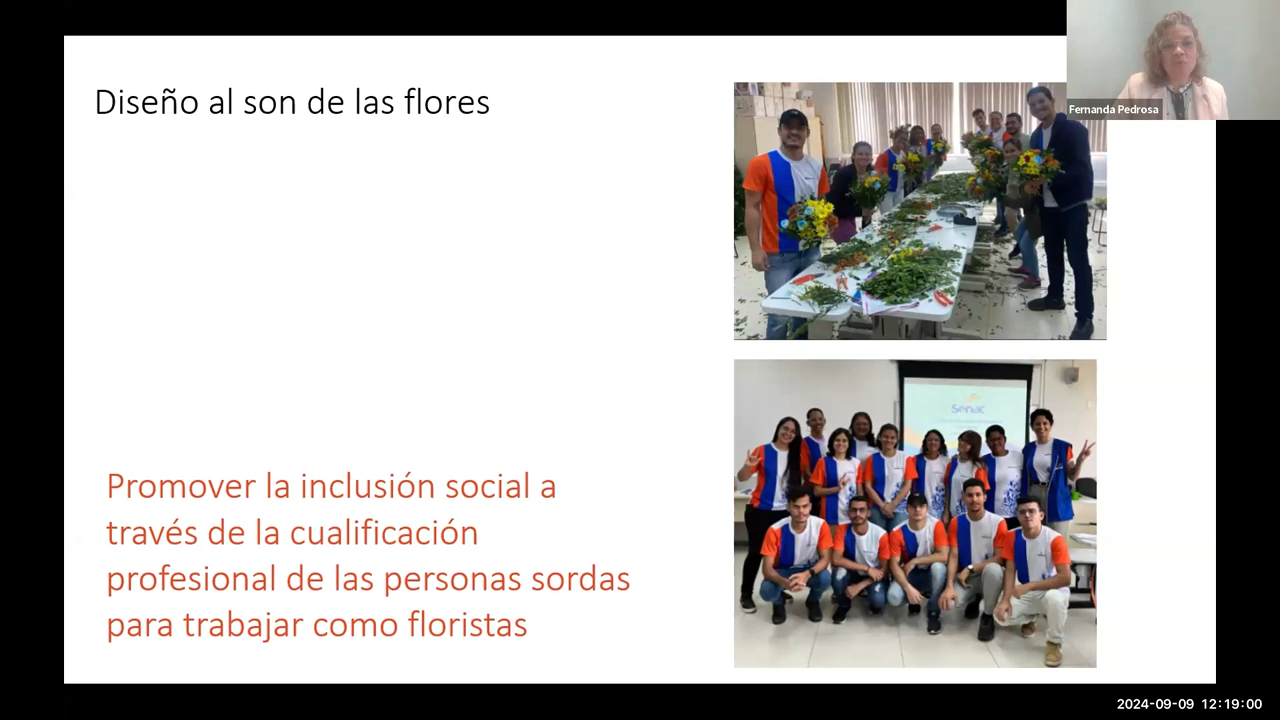 Diseño al son de las flores
Fernanda Pedrosa
senac
Promover la inclusión social a
través de la cualificación
profesional de las personas sordas
para trabajar como floristas
2024-09-09 12:19:00